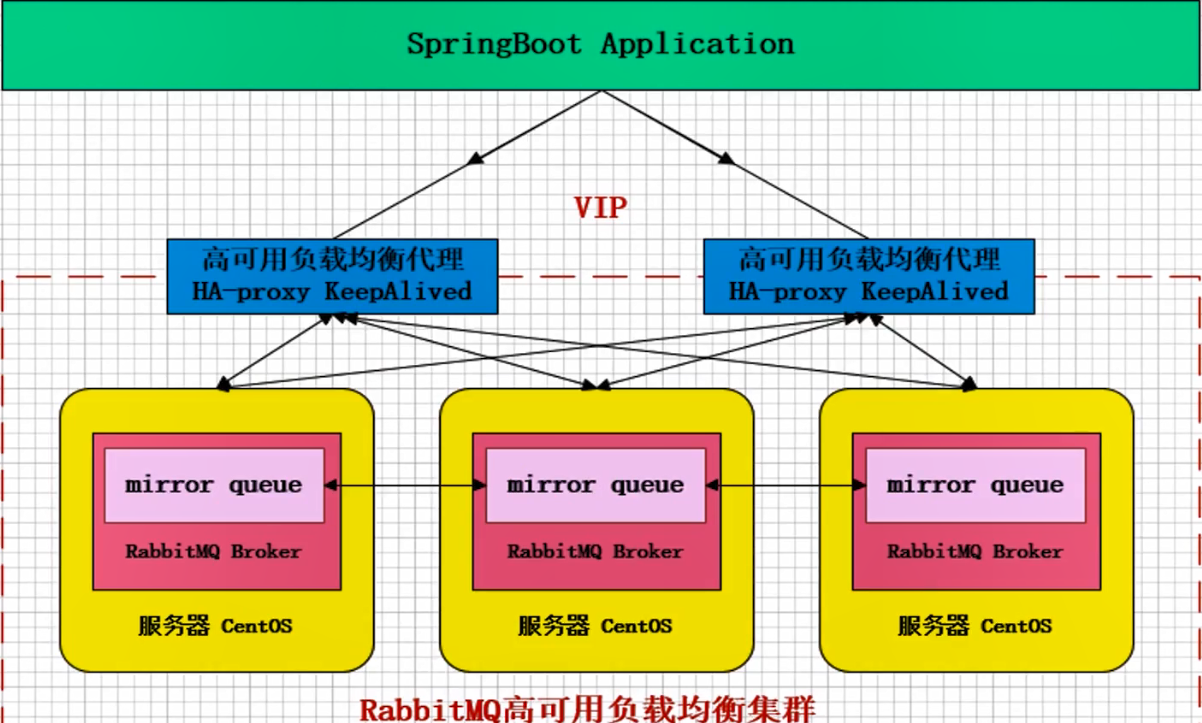 SpringBoot Application
VIP
高可用负载均衡代理
HA-proxy KeepAlived
高可用负载均衡代理
HA-proxy KeepAlived
mirror queue
RabbitMQ Broker
服务器 CentOS
mirror queue
RabbitMQ Broker
服务器 CentOS
mirror queue
RabbitMQ Broker
服务器 CentOS
RabbitMQ高可用负载均衡集群